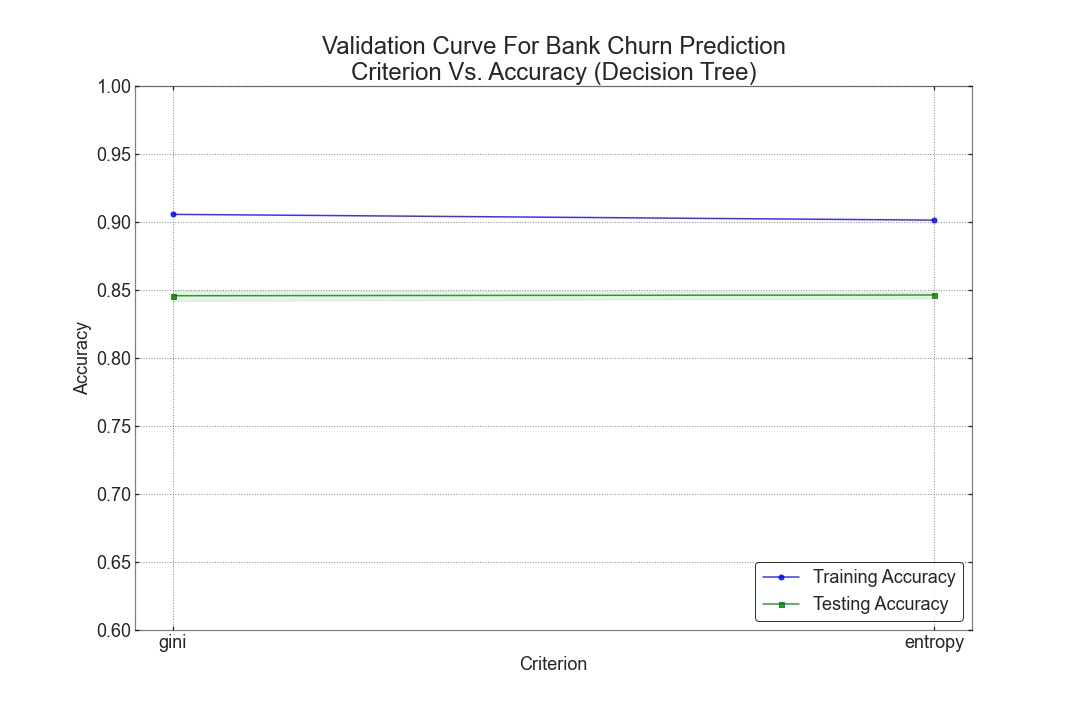 Validation Curve For Bank Churn Prediction
Criterion Vs. Accuracy (Decision Tree)
1.00
0.95
0.90
0.85
0.80
0.75
0.70
0.65
0.60
Accuracy
Training Accuracy
Testing Accuracy
gini
entropy
Criterion